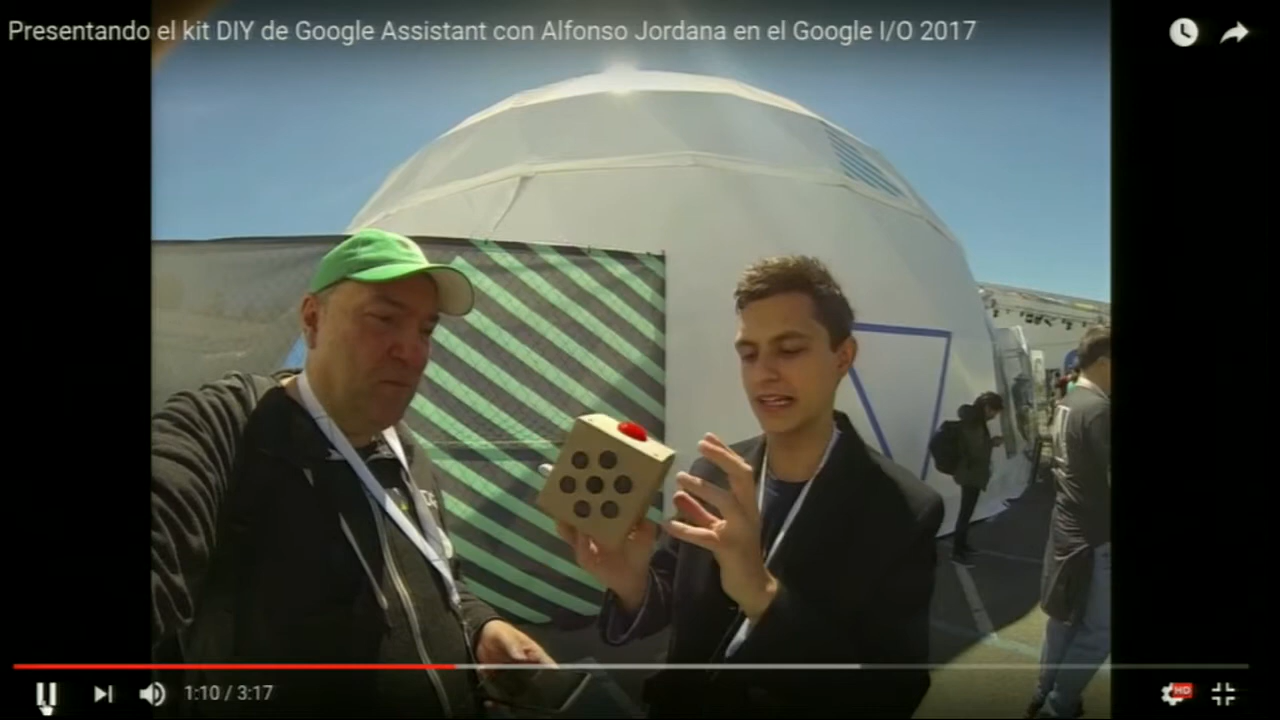 Presentando el kit DIY de Google Assistant con Alfonso Jordana en el Google I/O 2017
1:10 / 3:17
HD